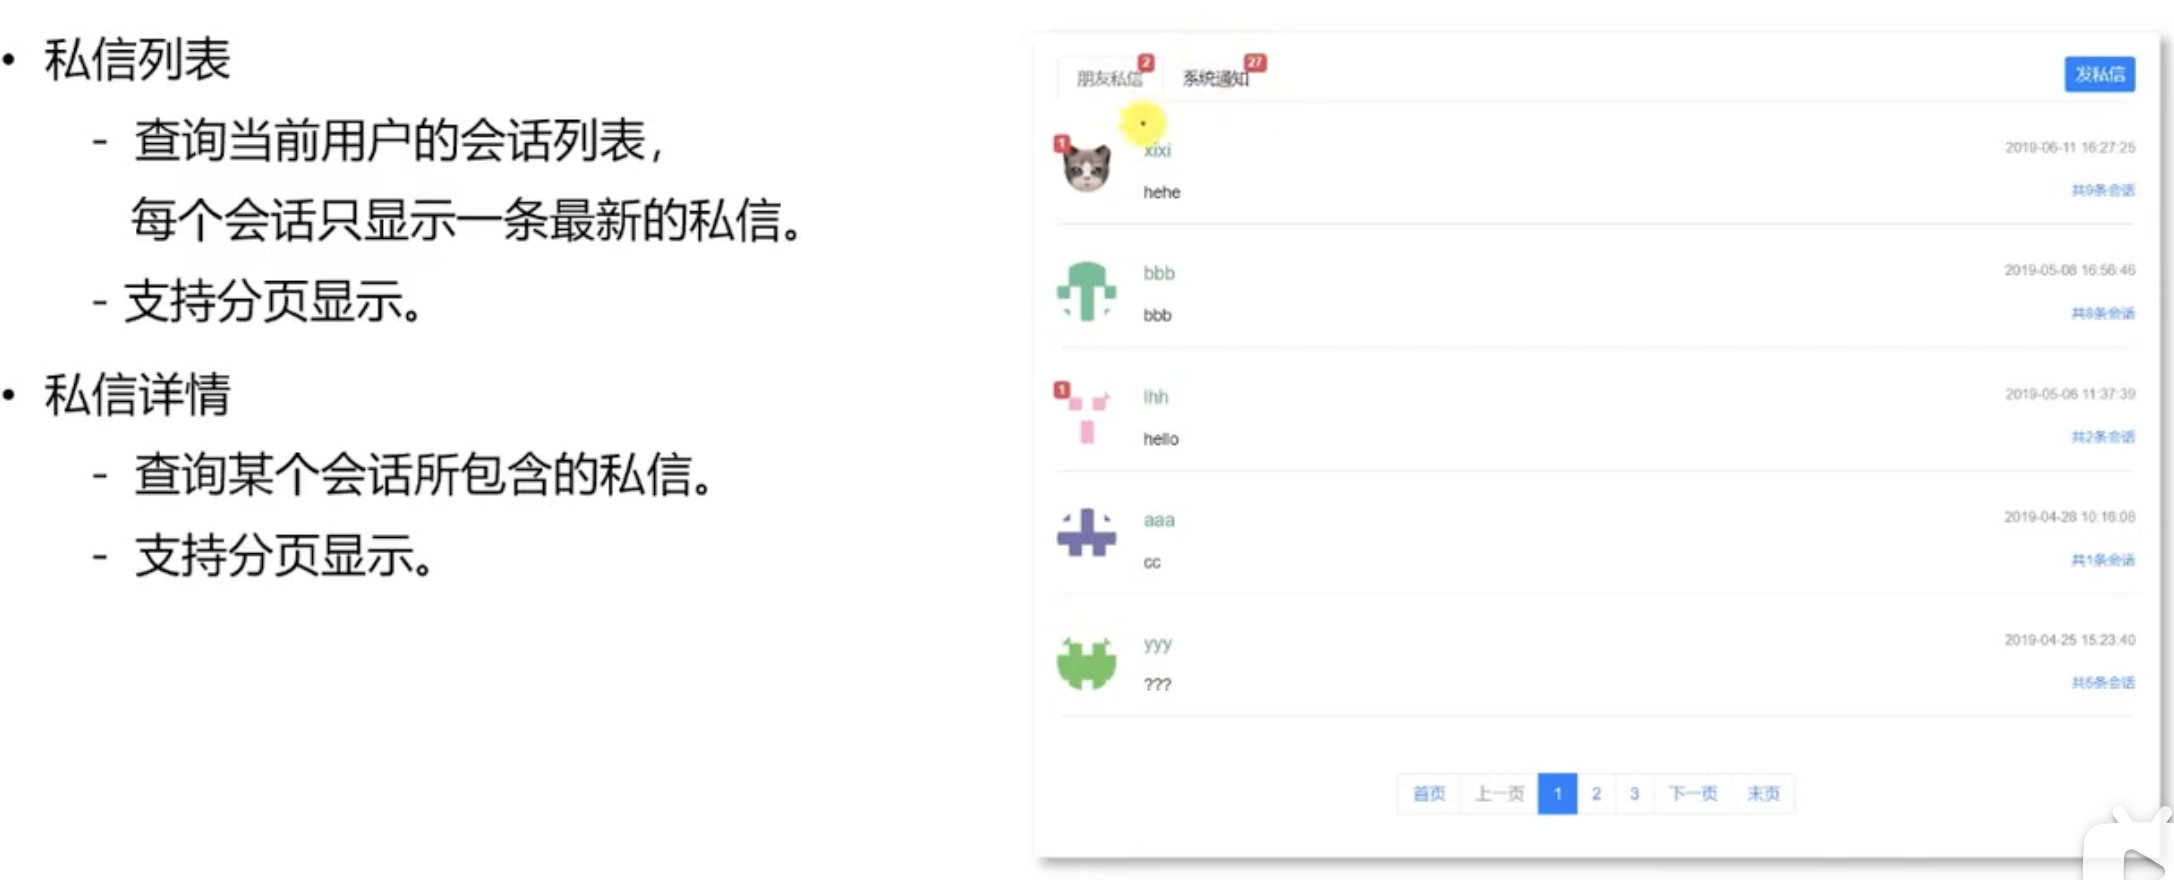 • 私信列表
- 查询当前用户的会话列表，
每个会话只显示一条最新的私信。
- 支持分页显示。
• 私信详情
- 查询某个会话所包含的私信。
- 支持分页显示。
朋友私信 2 系统通知 27 发私信
1 xixi 2019-06-11 16:27:25
hehe 共9条会话
bbb 2019-05-08 16:56:46
bbb 共8条会话
1 lhh 2019-05-06 11:37:39
hello 共2条会话
aaa 2019-04-28 10:16:08
cc 共1条会话
yyy 2019-04-25 15:23:40
??? 共5条会话
首页 上一页 1 2 3 下一页 末页